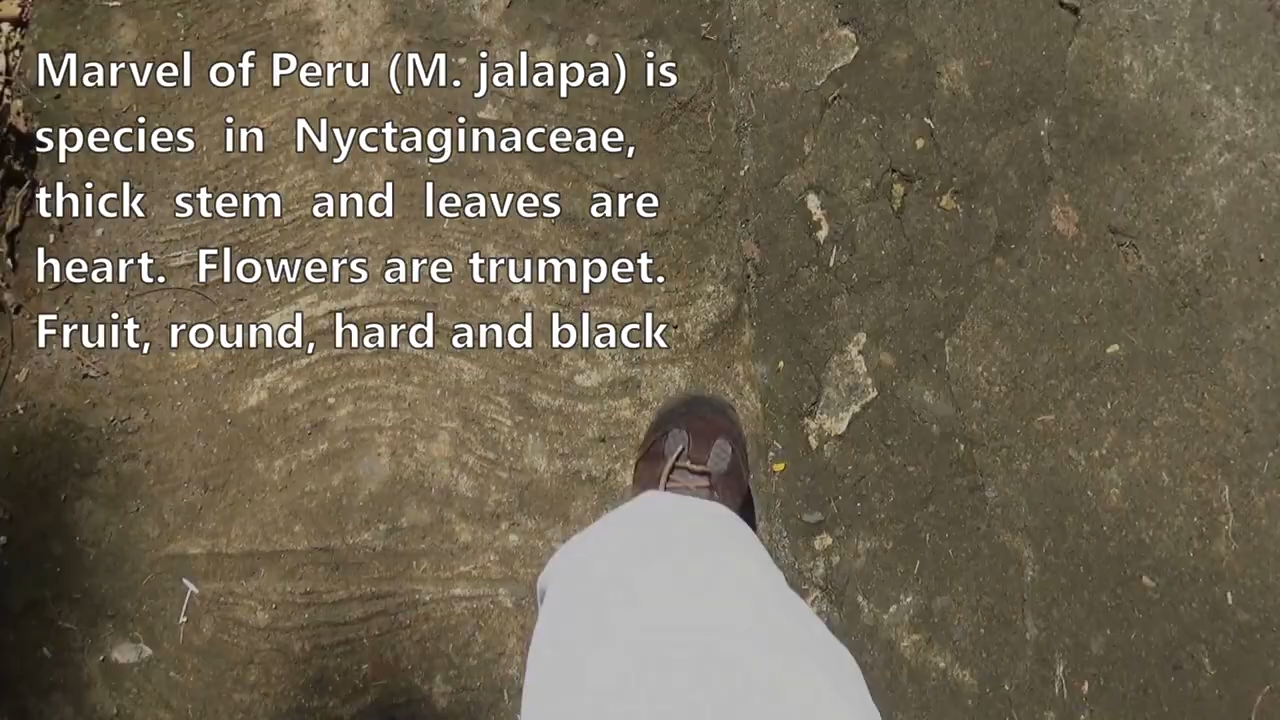 Marvel of Peru (M. jalapa) is
species in Nyctaginaceae,
thick stem and leaves are
heart. Flowers are trumpet.
Fruit, round, hard and black